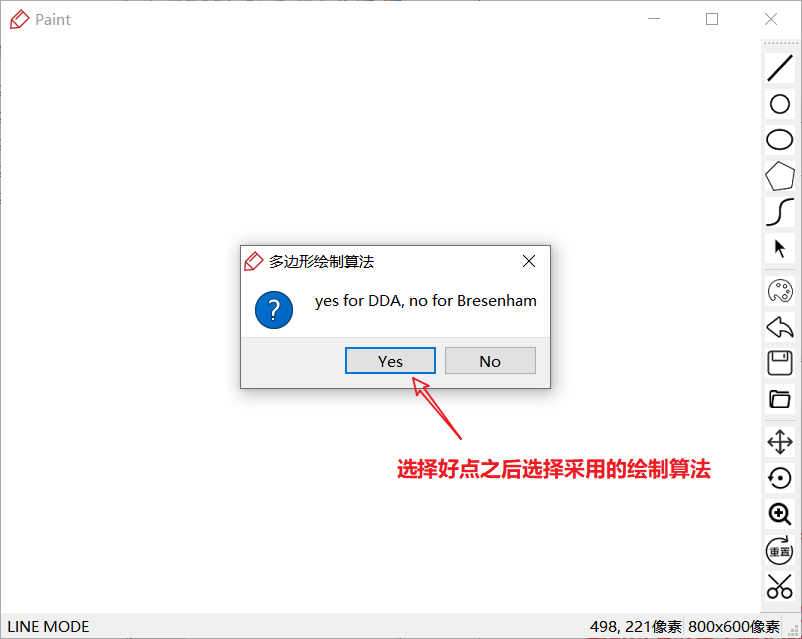 Paint
多边形绘制算法
yes for DDA, no for Bresenham
Yes
No
选择好点之后选择采用的绘制算法
重置
LINE MODE
498, 221像素
800x600像素